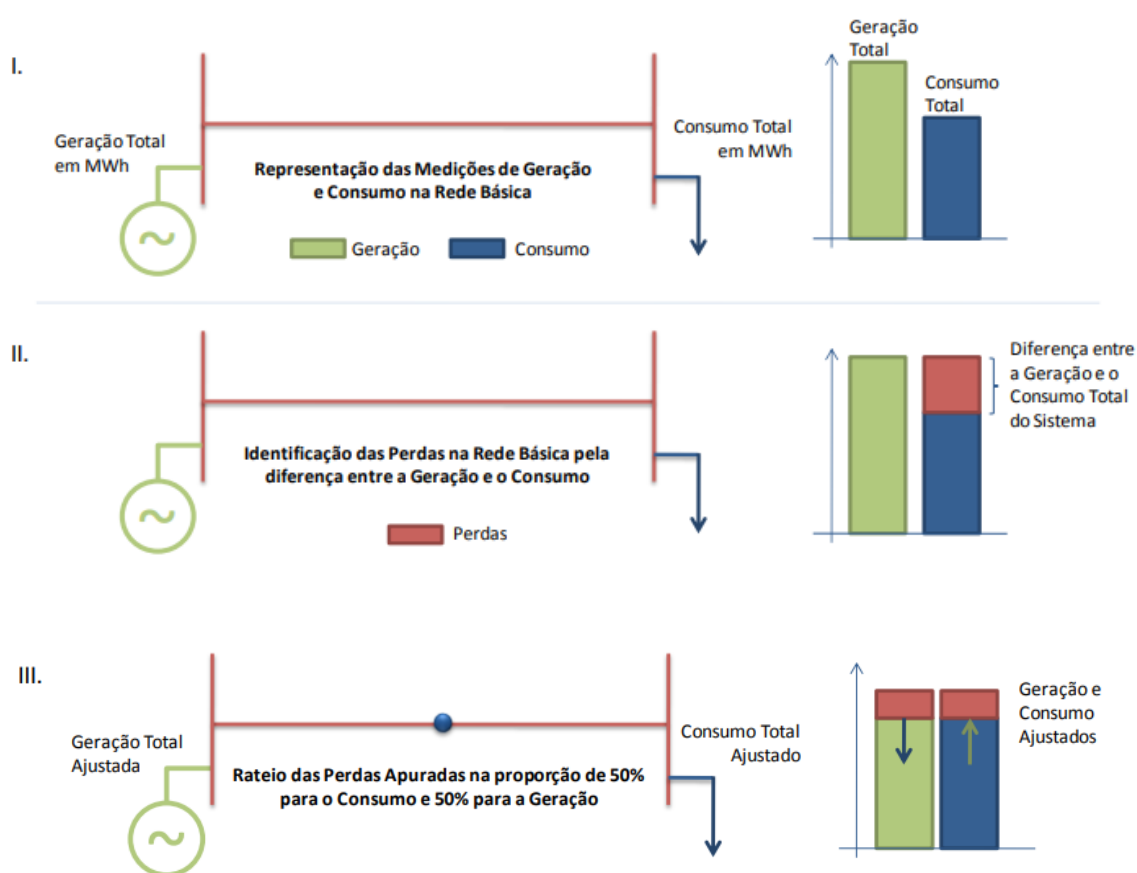 I.
Geração Total
em MWh
Representação das Medições de Geração
e Consumo na Rede Básica
Geração
Consumo
Consumo Total
em MWh
Geração
Total
Consumo
Total
II.
Identificação das Perdas na Rede Básica pela
diferença entre a Geração e o Consumo
Perdas
Diferença entre
a Geração e o
Consumo Total
do Sistema
III.
Geração Total
Ajustada
Rateio das Perdas Apuradas na proporção de 50%
para o Consumo e 50% para a Geração
Consumo Total
Ajustado
Geração e
Consumo
Ajustados